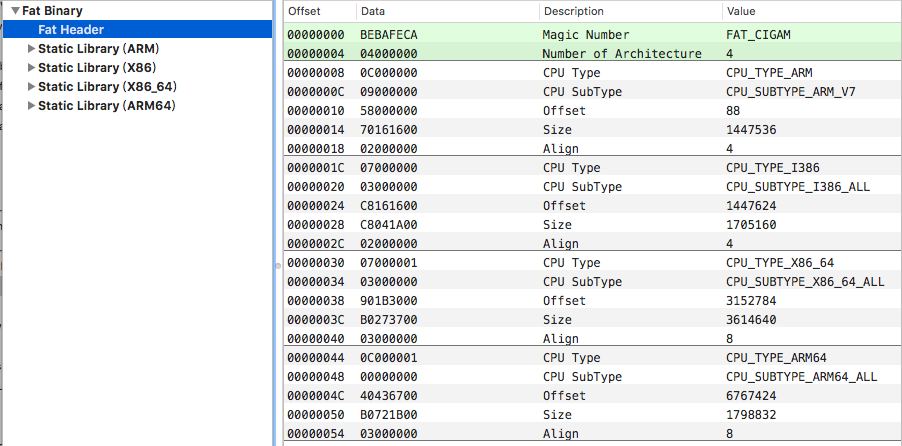 Fat Binary
Fat Header
Static Library (ARM)
Static Library (X86)
Static Library (X86_64)
Static Library (ARM64)
Offset Data Description Value
00000000 BEBAFECA Magic Number FAT_CIGAM
00000004 04000000 Number of Architecture 4
00000008 0C000000 CPU Type CPU_TYPE_ARM
0000000C 09000000 CPU SubType CPU_SUBTYPE_ARM_V7
00000010 58000000 Offset 88
00000014 70161600 Size 1447536
00000018 02000000 Align 4
0000001C 07000000 CPU Type CPU_TYPE_I386
00000020 03000000 CPU SubType CPU_SUBTYPE_I386_ALL
00000024 C8161600 Offset 1447624
00000028 C8041A00 Size 1705160
0000002C 02000000 Align 4
00000030 07000001 CPU Type CPU_TYPE_X86_64
00000034 03000000 CPU SubType CPU_SUBTYPE_X86_64_ALL
00000038 901B3000 Offset 3152784
0000003C B0273700 Size 3614640
00000040 03000000 Align 8
00000044 0C000001 CPU Type CPU_TYPE_ARM64
00000048 00000000 CPU SubType CPU_SUBTYPE_ARM64_ALL
0000004C 40436700 Offset 6767424
00000050 B0721B00 Size 1798832
00000054 03000000 Align 8